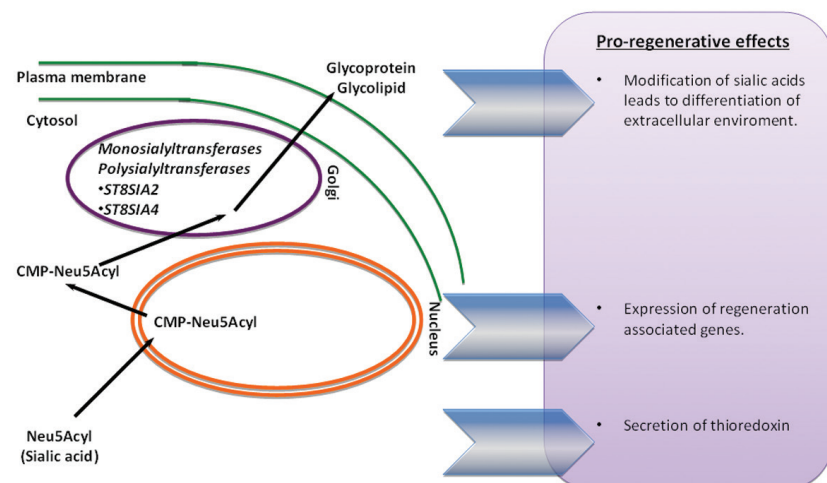 Plasma membrane
Cytosol
Glycoprotein
Glycolipid
Monosialyltransferases
Polysialyltransferases
•ST8SIA2
•ST8SIA4
Golgi
CMP-Neu5Acyl
CMP-Neu5Acyl
Nucleus
Neu5Acyl
(Sialic acid)
Pro-regenerative effects
• Modification of sialic acids
leads to differentiation of
extracellular enviroment.
• Expression of regeneration
associated genes.
• Secretion of thioredoxin